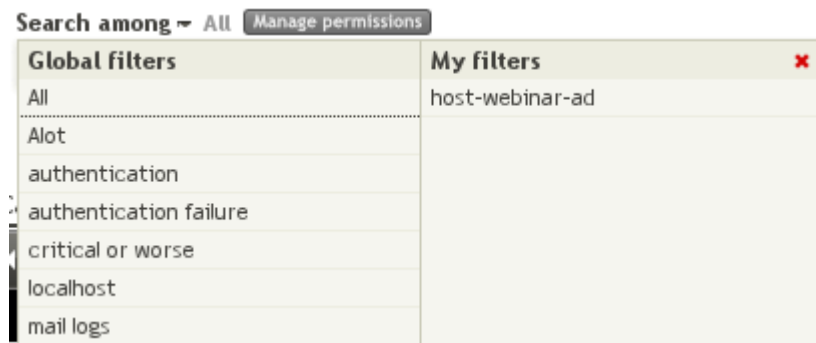 Search among All Manage permissions
Global filters
My filters
All
host-webinar-ad
Alot
authentication
authentication failure
critical or worse
localhost
mail logs